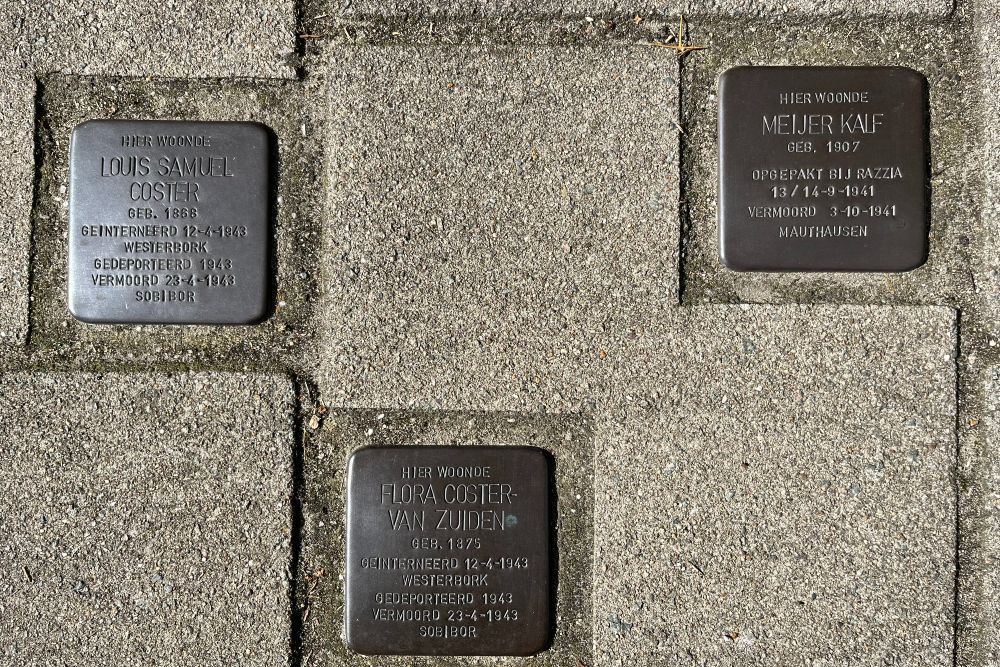 HIER WOONDE
LOUIS SAMUEL
COSTER
GEB. 1868
GEÏNTERNEERD 12-4-1943
WESTERBORK
GEDEPORTEERD 1943
VERMOORD 23-4-1943
SOBIBOR
HIER WOONDE
MEIJER KALF
GEB. 1907
OPGEPAKT BIJ RAZZIA
13/14-9-1941
VERMOORD 3-10-1941
MAUTHAUSEN
HIER WOONDE
FLORA COSTER-
VAN ZUIDEN
GEB. 1875
GEÏNTERNEERD 12-4-1943
WESTERBORK
GEDEPORTEERD 1943
VERMOORD 23-4-1943
SOBIBOR